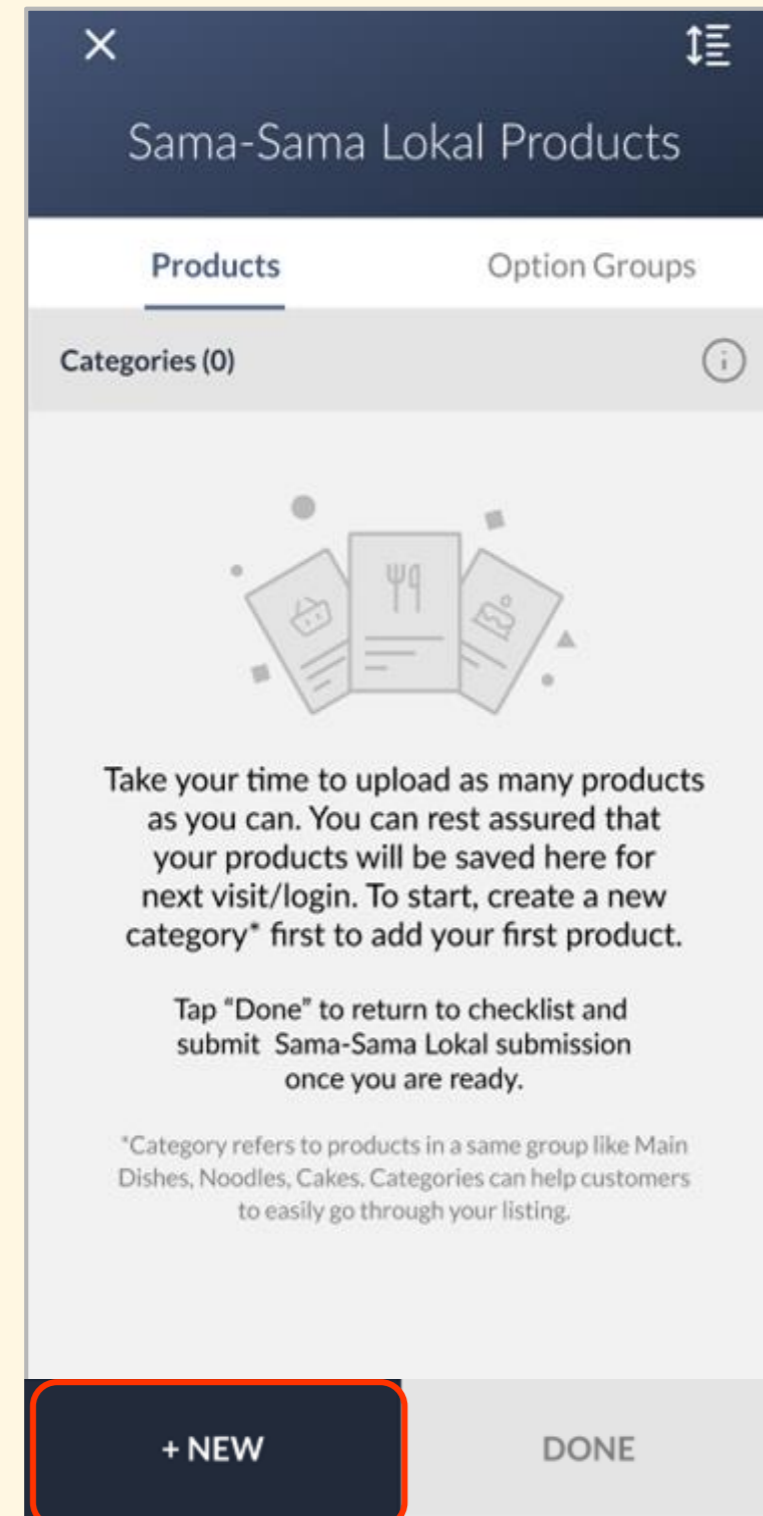 Sama-Sama Lokal Products
Products
Option Groups
Categories (0)
Take your time to upload as many products
as you can. You can rest assured that
your products will be saved here for
next visit/login. To start, create a new
category* first to add your first product.
Tap "Done" to return to checklist and
submit Sama-Sama Lokal submission
once you are ready.
*Category refers to products in a same group like Main
Dishes, Noodles, Cakes. Categories can help customers
to easily go through your listing.
+ NEW
DONE